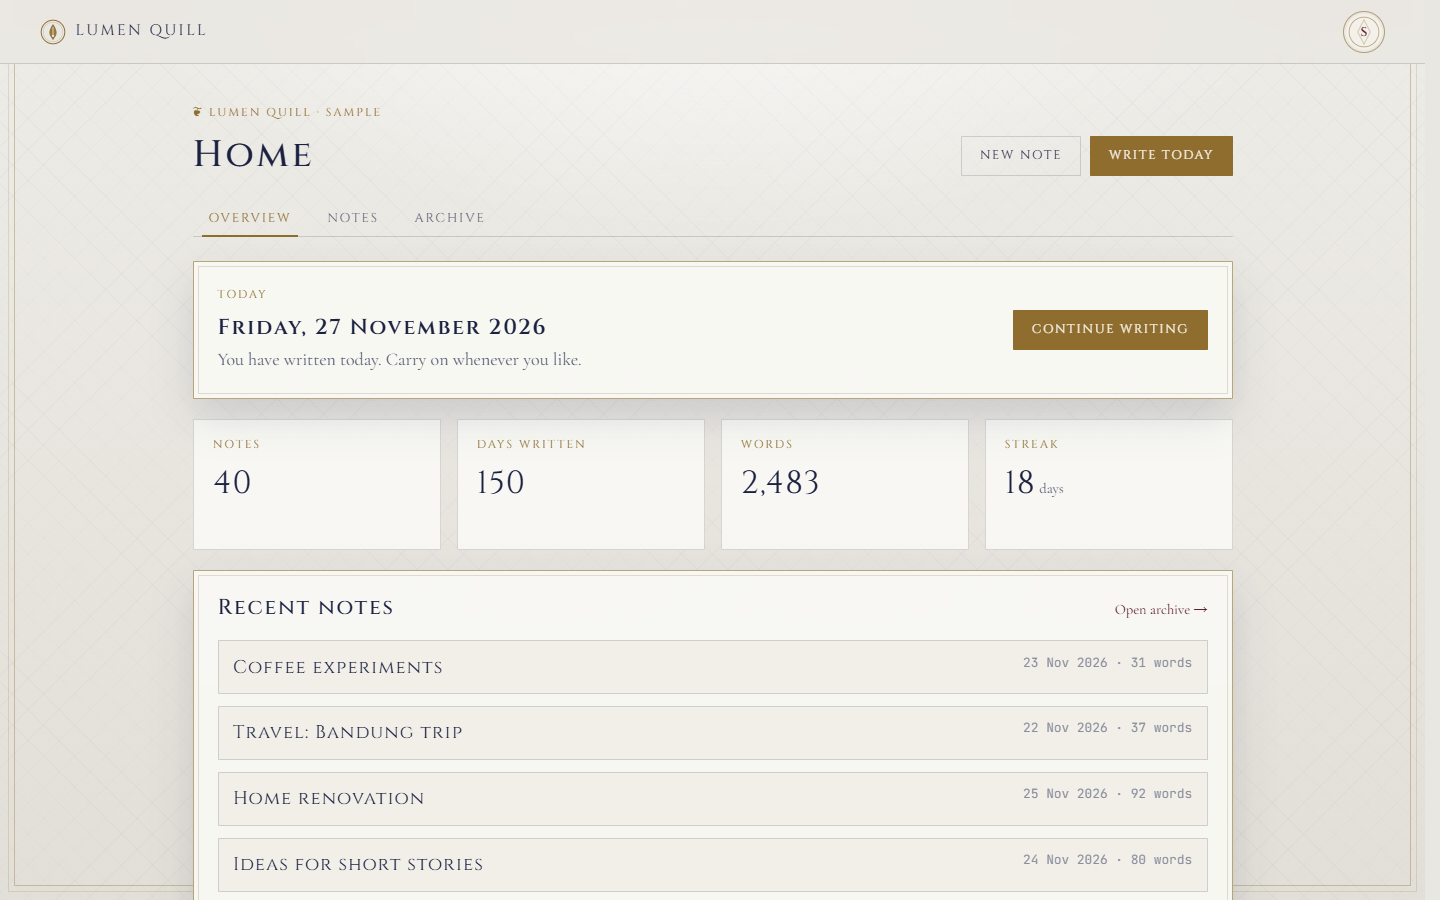 LUMEN QUILL
S
❦ LUMEN QUILL · SAMPLE
HOME
NEW NOTE
WRITE TODAY
OVERVIEW
NOTES
ARCHIVE
TODAY
FRIDAY, 27 NOVEMBER 2026
You have written today. Carry on whenever you like.
CONTINUE WRITING
NOTES
40
DAYS WRITTEN
150
WORDS
2,483
STREAK
18 days
RECENT NOTES
Open archive →
COFFEE EXPERIMENTS
23 Nov 2026 · 31 words
TRAVEL: BANDUNG TRIP
22 Nov 2026 · 37 words
HOME RENOVATION
25 Nov 2026 · 92 words
IDEAS FOR SHORT STORIES
24 Nov 2026 · 80 words